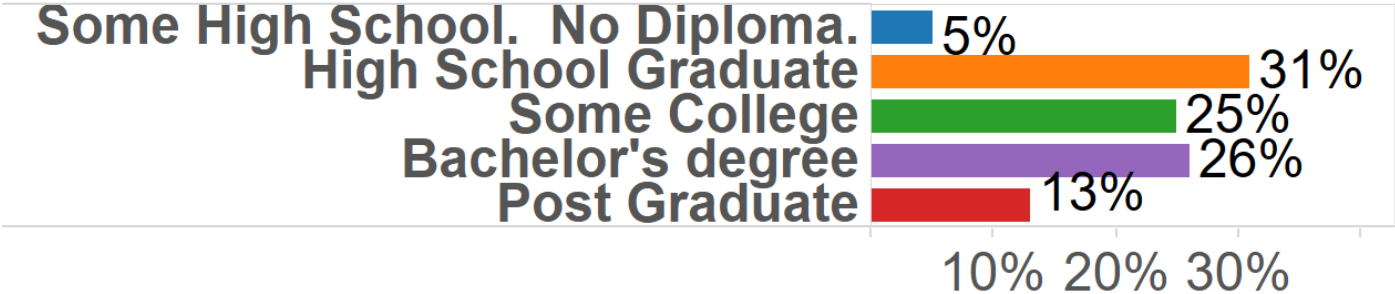 Some High School.  No Diploma. 5%
High School Graduate 31%
Some College 25%
Bachelor's degree 26%
Post Graduate 13%
10% 20% 30%